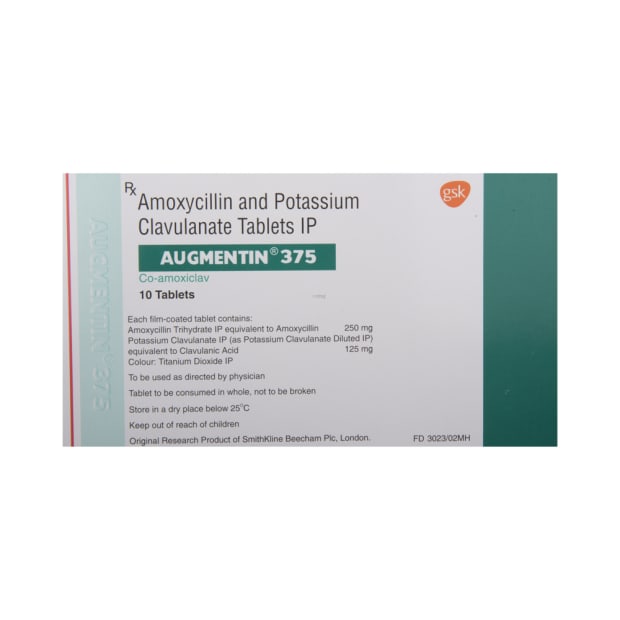 AUGMENTIN® 375
Rx
Amoxycillin and Potassium
Clavulanate Tablets IP
gsk
AUGMENTIN® 375
Co-amoxiclav
10 Tablets
Each film-coated tablet contains:
Amoxycillin Trihydrate IP equivalent to Amoxycillin 250 mg
Potassium Clavulanate IP (as Potassium Clavulanate Diluted IP)
equivalent to Clavulanic Acid 125 mg
Colour: Titanium Dioxide IP
To be used as directed by physician
Tablet to be consumed in whole, not to be broken
Store in a dry place below 25°C
Keep out of reach of children
Original Research Product of SmithKline Beecham Plc, London. FD 3023/02MH